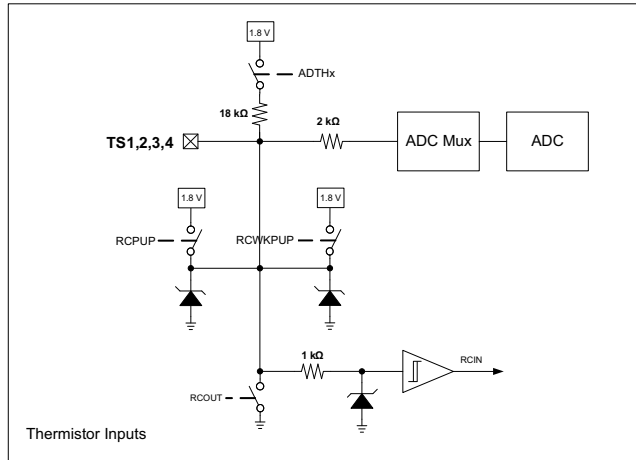 1.8 V
ADTHx
18 kΩ
2 kΩ
TS1,2,3,4
ADC Mux
ADC
1.8 V
1.8 V
RCPUP
RCWKPUP
1 kΩ
RCIN
RCOUT
Thermistor Inputs